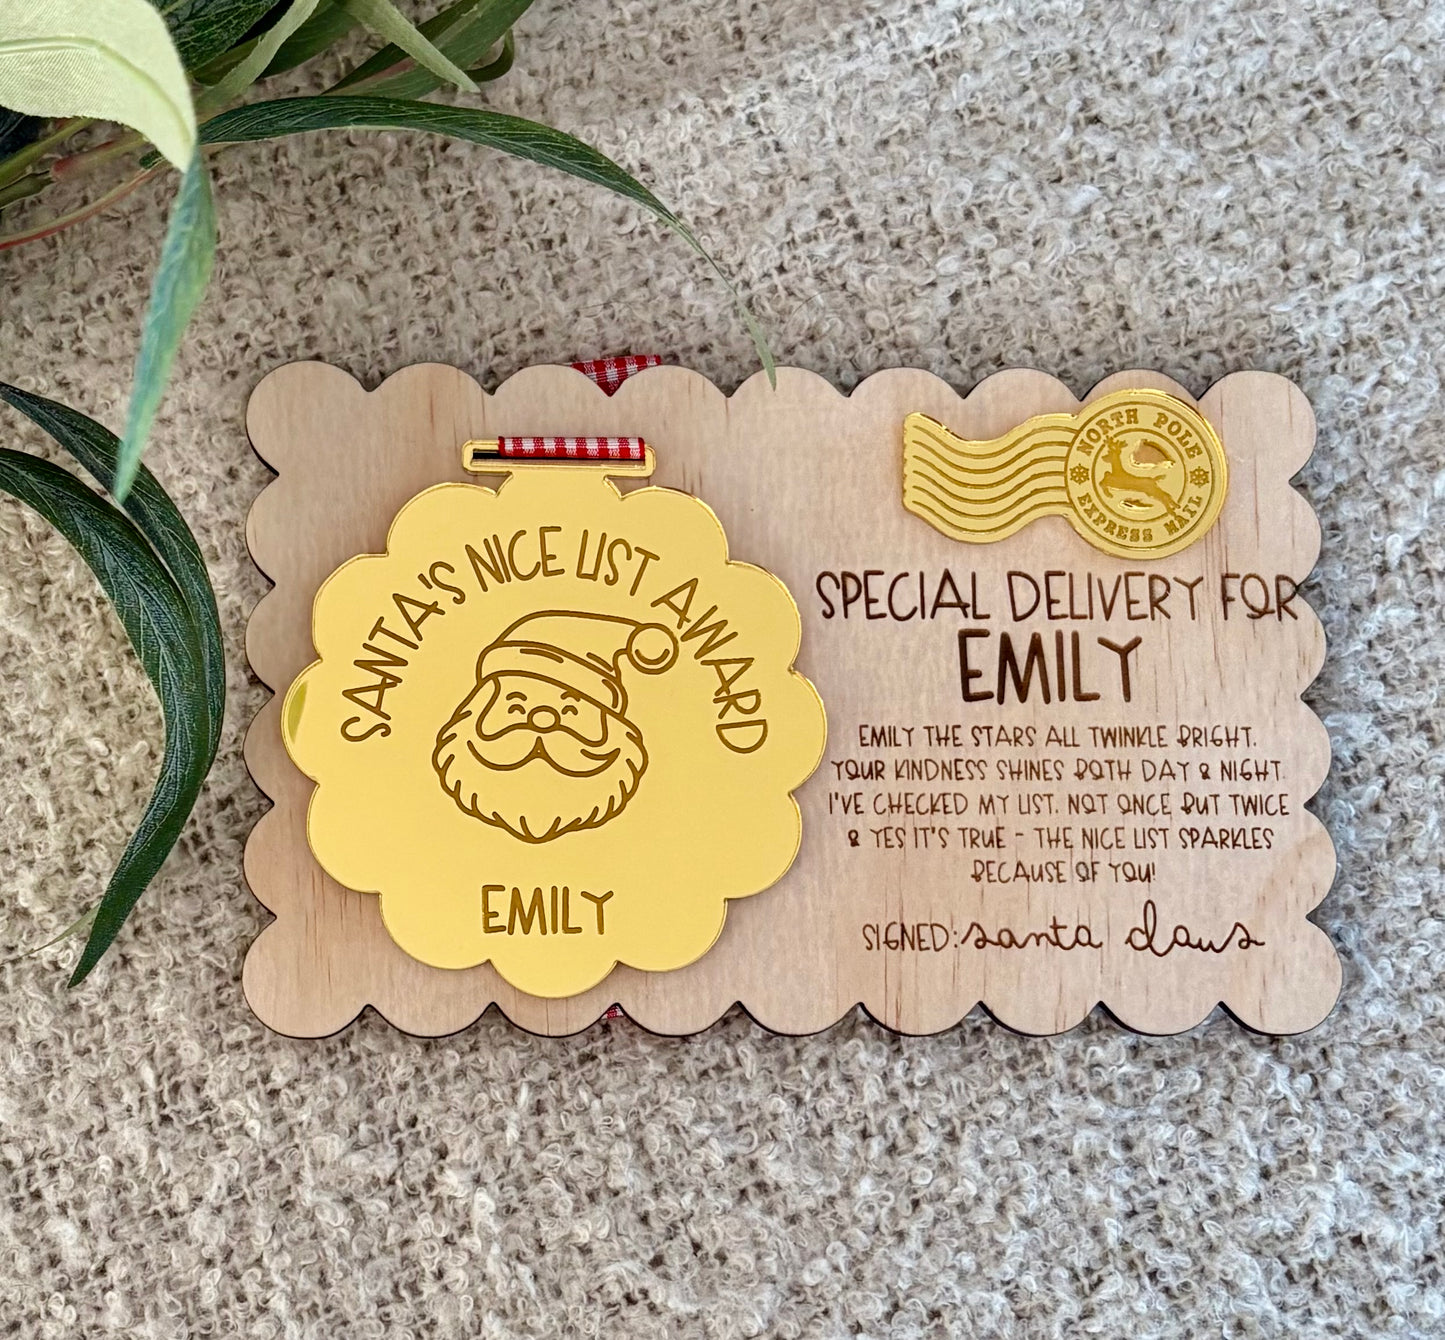 SANTA'S NICE LIST AWARD
EMILY
NORTH POLE
EXPRESS MAIL
SPECIAL DELIVERY FOR
EMILY
EMILY THE STARS ALL TWINKLE BRIGHT.
YOUR KINDNESS SHINES BOTH DAY & NIGHT.
I'VE CHECKED MY LIST, NOT ONCE, BUT TWICE
& YES IT'S TRUE - THE NICE LIST SPARKLES
BECAUSE OF YOU!
SIGNED: santa claus